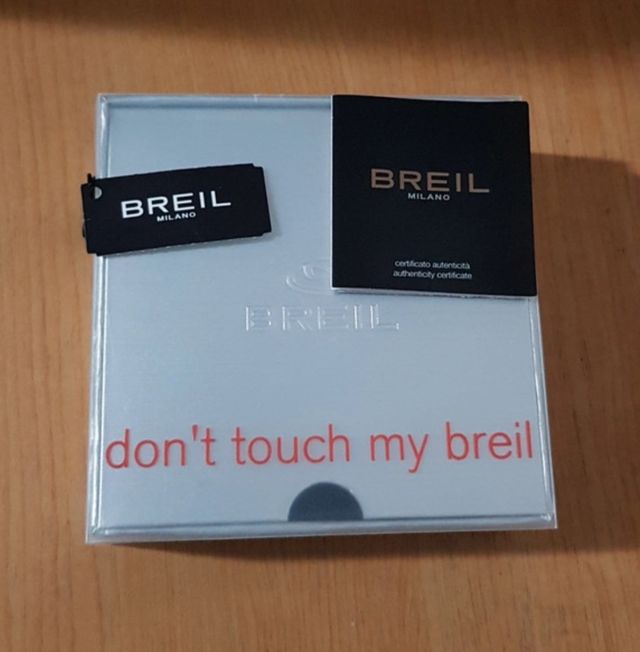 BREIL
MILANO
BREIL
MILANO
certificato autenticità
authenticity certificate
BREIL
don't touch my breil